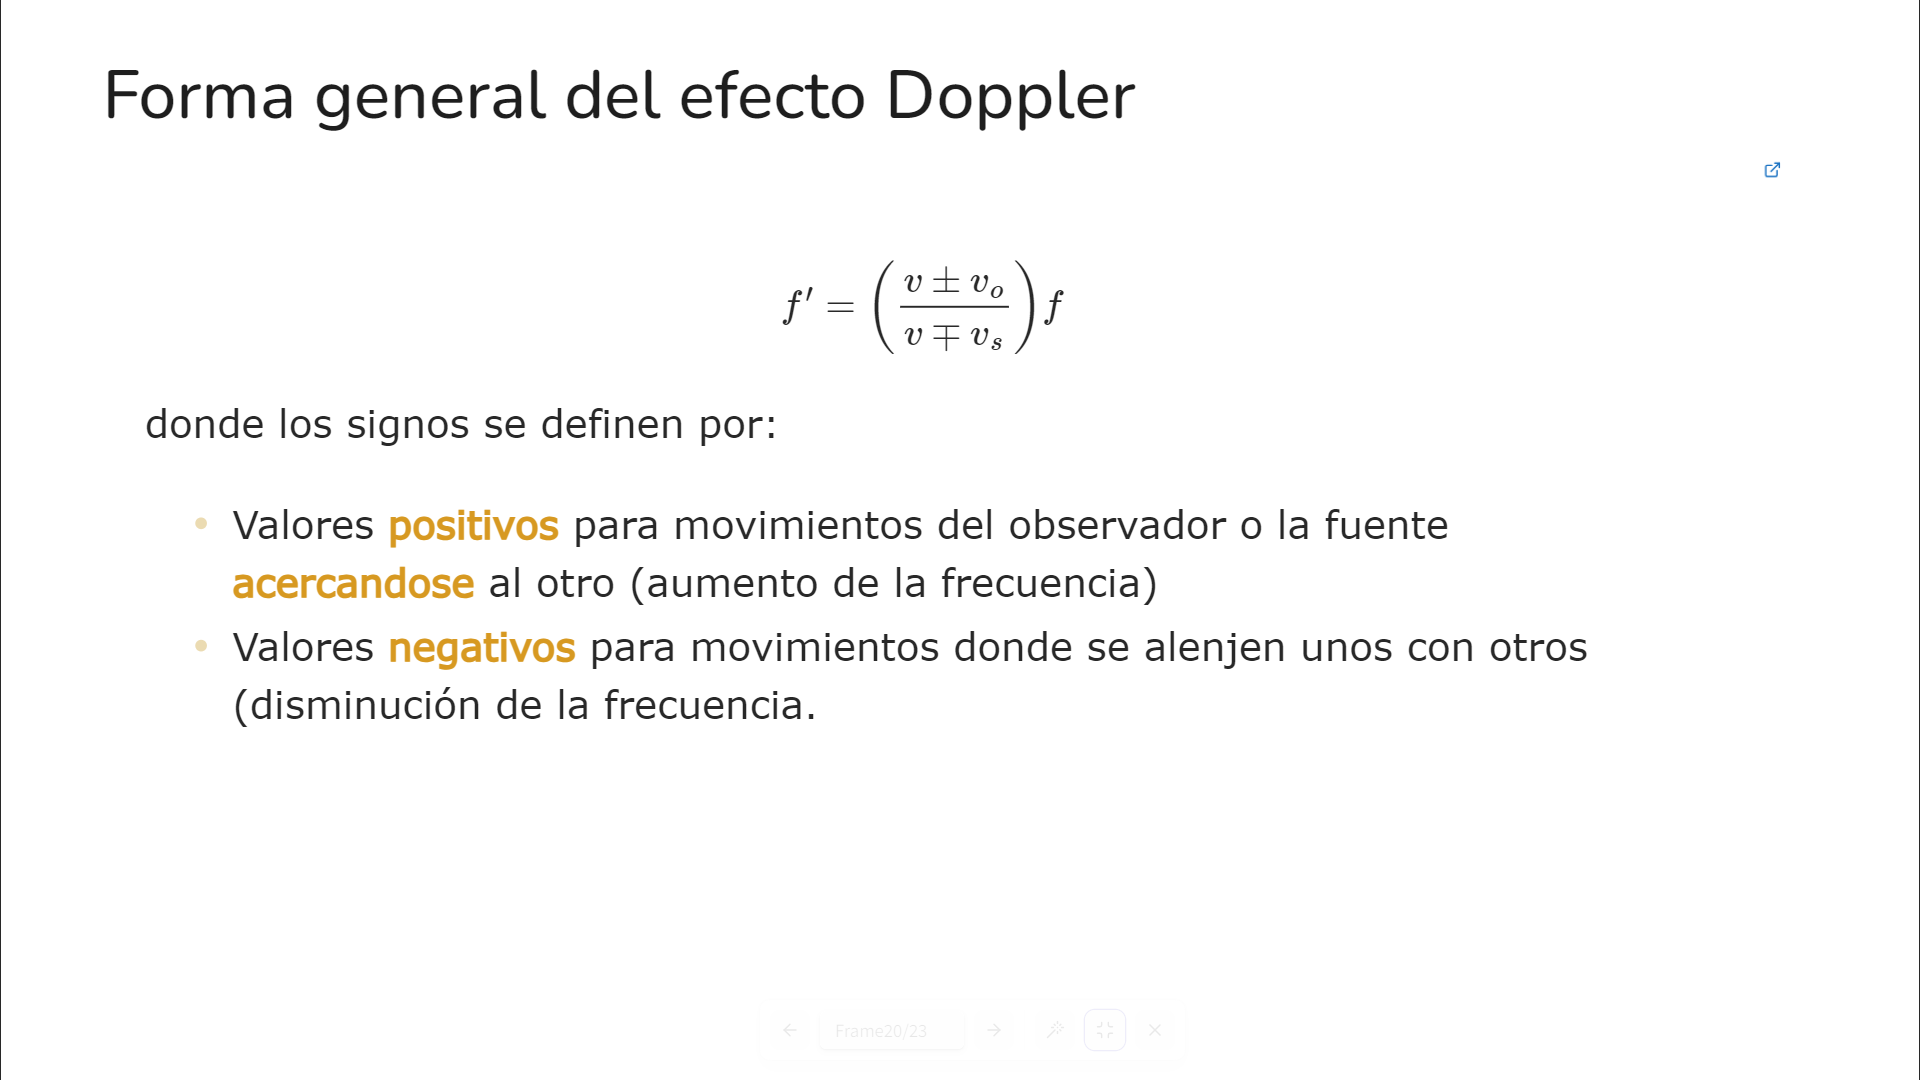 Forma general del efecto Doppler
f′ = ( (v ± v_o) / (v ∓ v_s) ) f
donde los signos se definen por:
• Valores positivos para movimientos del observador o la fuente
acercandose al otro (aumento de la frecuencia)
• Valores negativos para movimientos donde se alenjen unos con otros
(disminución de la frecuencia.
Frame20/23